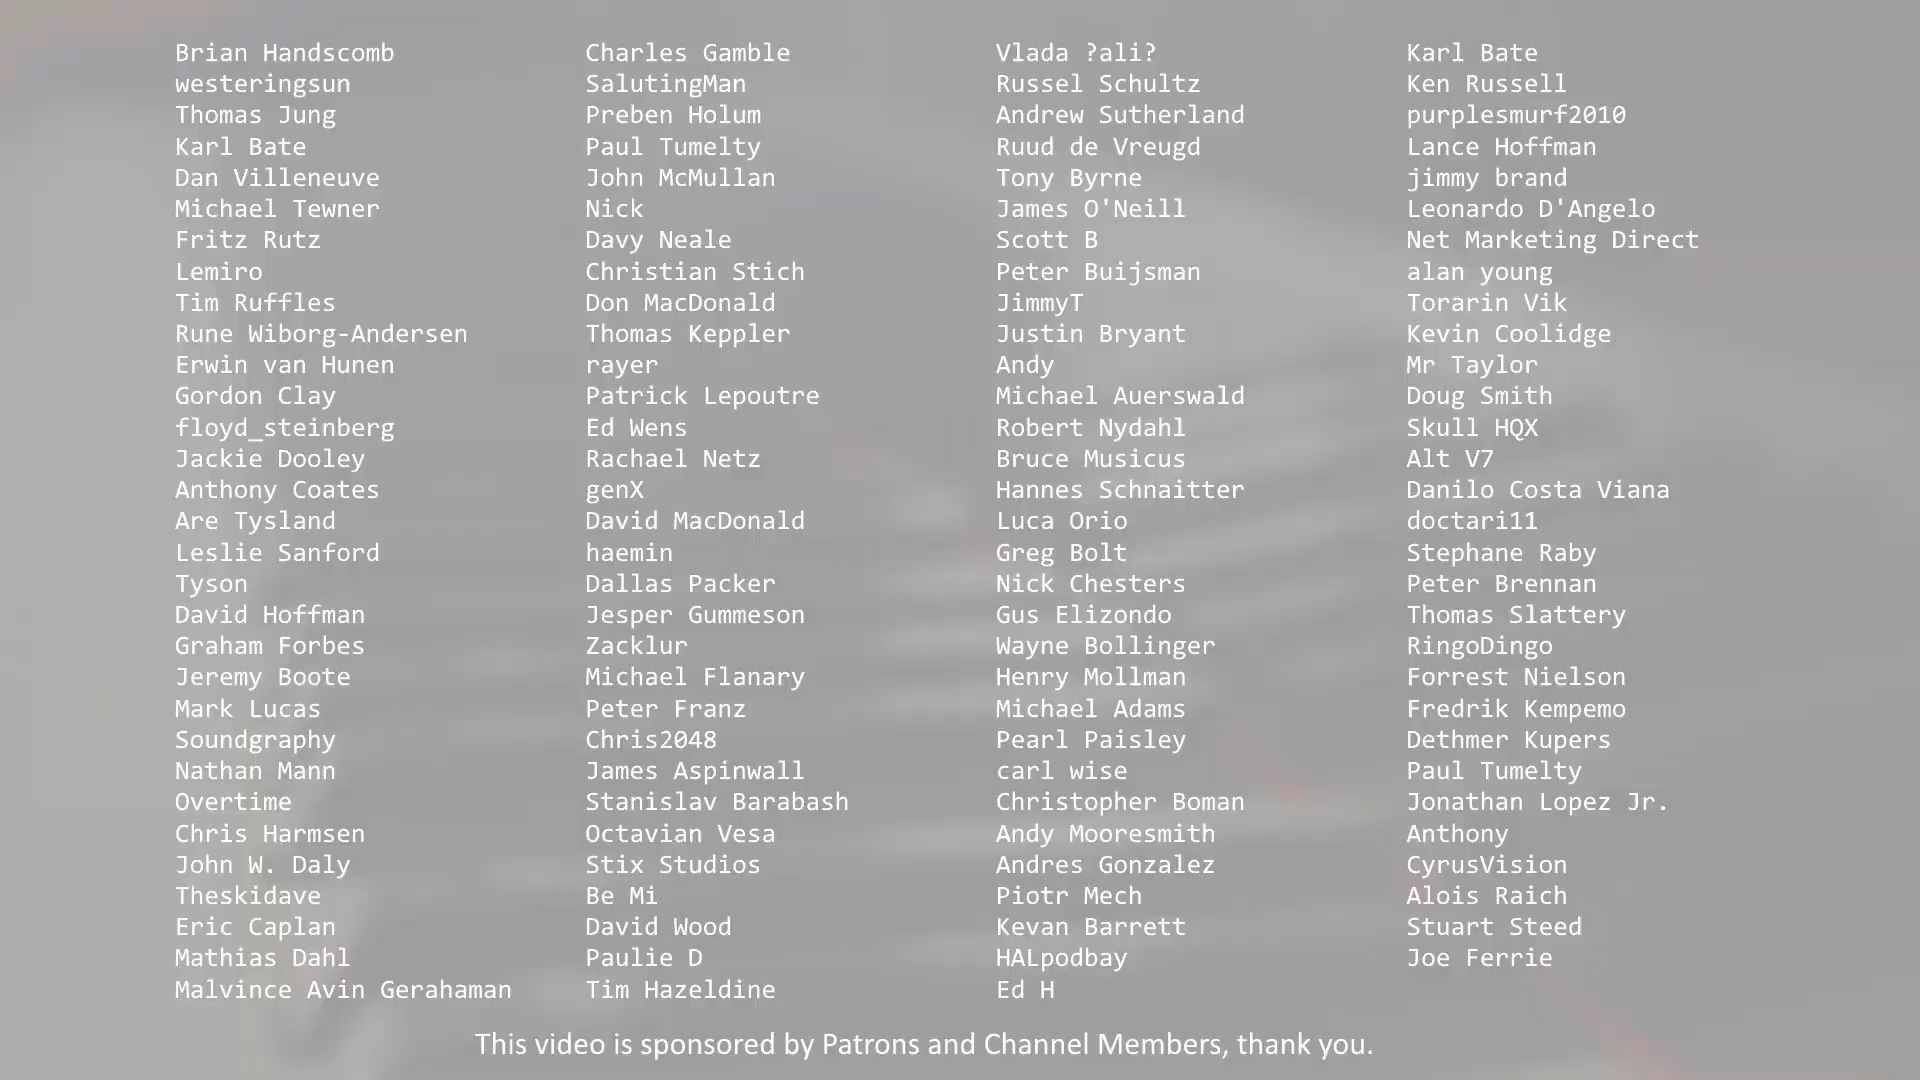 Brian Handscomb
westeringsun
Thomas Jung
Karl Bate
Dan Villeneuve
Michael Tewner
Fritz Rutz
Lemiro
Tim Ruffles
Rune Wiborg-Andersen
Erwin van Hunen
Gordon Clay
floyd_steinberg
Jackie Dooley
Anthony Coates
Are Tysland
Leslie Sanford
Tyson
David Hoffman
Graham Forbes
Jeremy Boote
Mark Lucas
Soundgraphy
Nathan Mann
Overtime
Chris Harmsen
John W. Daly
Theskidave
Eric Caplan
Mathias Dahl
Malvince Avin Gerahaman
Charles Gamble
SalutingMan
Preben Holum
Paul Tumelty
John McMullan
Nick
Davy Neale
Christian Stich
Don MacDonald
Thomas Keppler
rayer
Patrick Lepoutre
Ed Wens
Rachael Netz
genX
David MacDonald
haemin
Dallas Packer
Jesper Gummeson
Zacklur
Michael Flanary
Peter Franz
Chris2048
James Aspinwall
Stanislav Barabash
Octavian Vesa
Stix Studios
Be Mi
David Wood
Paulie D
Tim Hazeldine
Vlada ?ali?
Russel Schultz
Andrew Sutherland
Ruud de Vreugd
Tony Byrne
James O'Neill
Scott B
Peter Buijsman
JimmyT
Justin Bryant
Andy
Michael Auerswald
Robert Nydahl
Bruce Musicus
Hannes Schnaitter
Luca Orio
Greg Bolt
Nick Chesters
Gus Elizondo
Wayne Bollinger
Henry Mollman
Michael Adams
Pearl Paisley
carl wise
Christopher Boman
Andy Mooresmith
Andres Gonzalez
Piotr Mech
Kevan Barrett
HALpodbay
Ed H
Karl Bate
Ken Russell
purplesmurf2010
Lance Hoffman
jimmy brand
Leonardo D'Angelo
Net Marketing Direct
alan young
Torarin Vik
Kevin Coolidge
Mr Taylor
Doug Smith
Skull HQX
Alt V7
Danilo Costa Viana
doctari11
Stephane Raby
Peter Brennan
Thomas Slattery
RingoDingo
Forrest Nielson
Fredrik Kempemo
Dethmer Kupers
Paul Tumelty
Jonathan Lopez Jr.
Anthony
CyrusVision
Alois Raich
Stuart Steed
Joe Ferrie
This video is sponsored by Patrons and Channel Members, thank you.